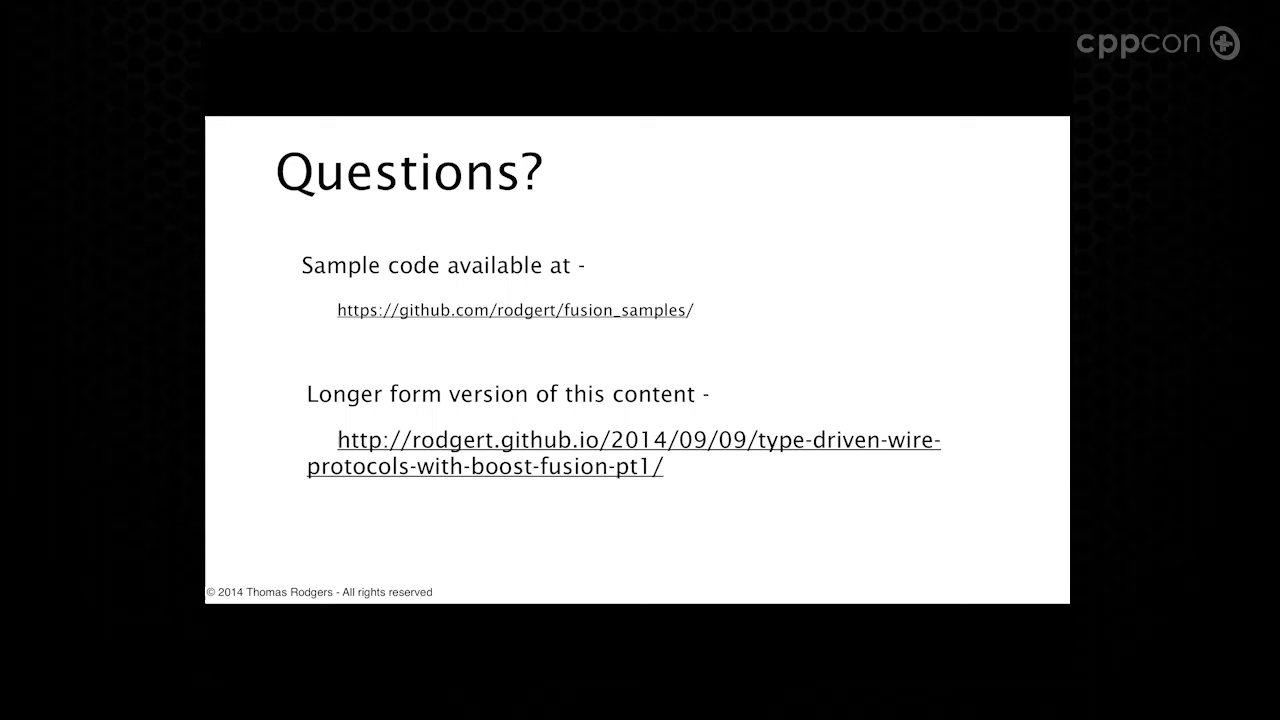 cppcon
Questions?
Sample code available at -
https://github.com/rodgert/fusion_samples/
Longer form version of this content -
http://rodgert.github.io/2014/09/09/type-driven-wire-
protocols-with-boost-fusion-pt1/
© 2014 Thomas Rodgers - All rights reserved